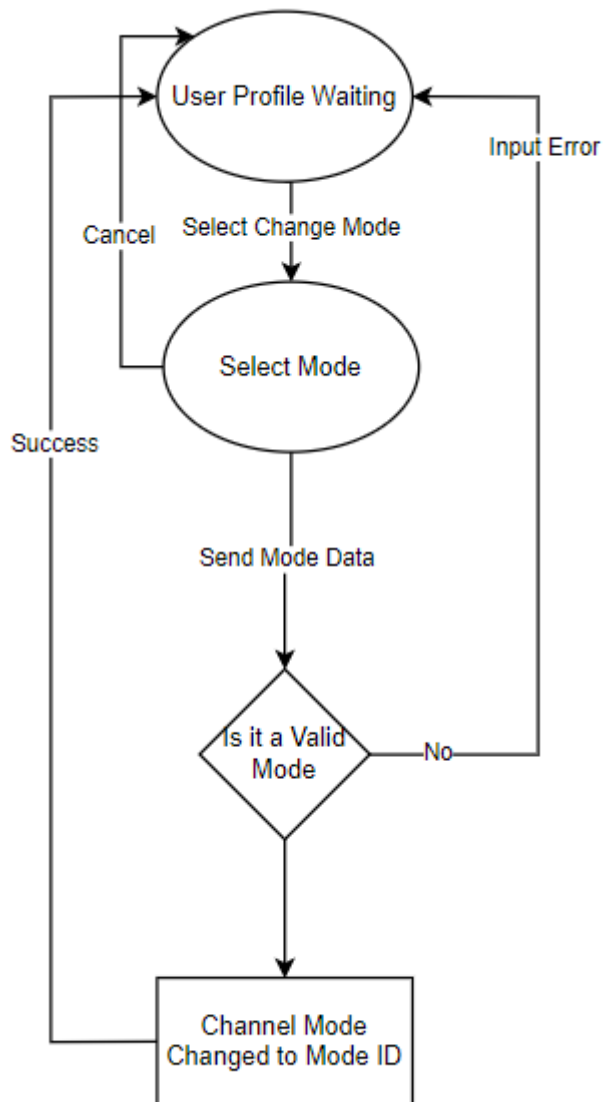 User Profile Waiting
Input Error
Select Change Mode
Cancel
Select Mode
Success
Send Mode Data
Is it a Valid
Mode
No
Channel Mode
Changed to Mode ID